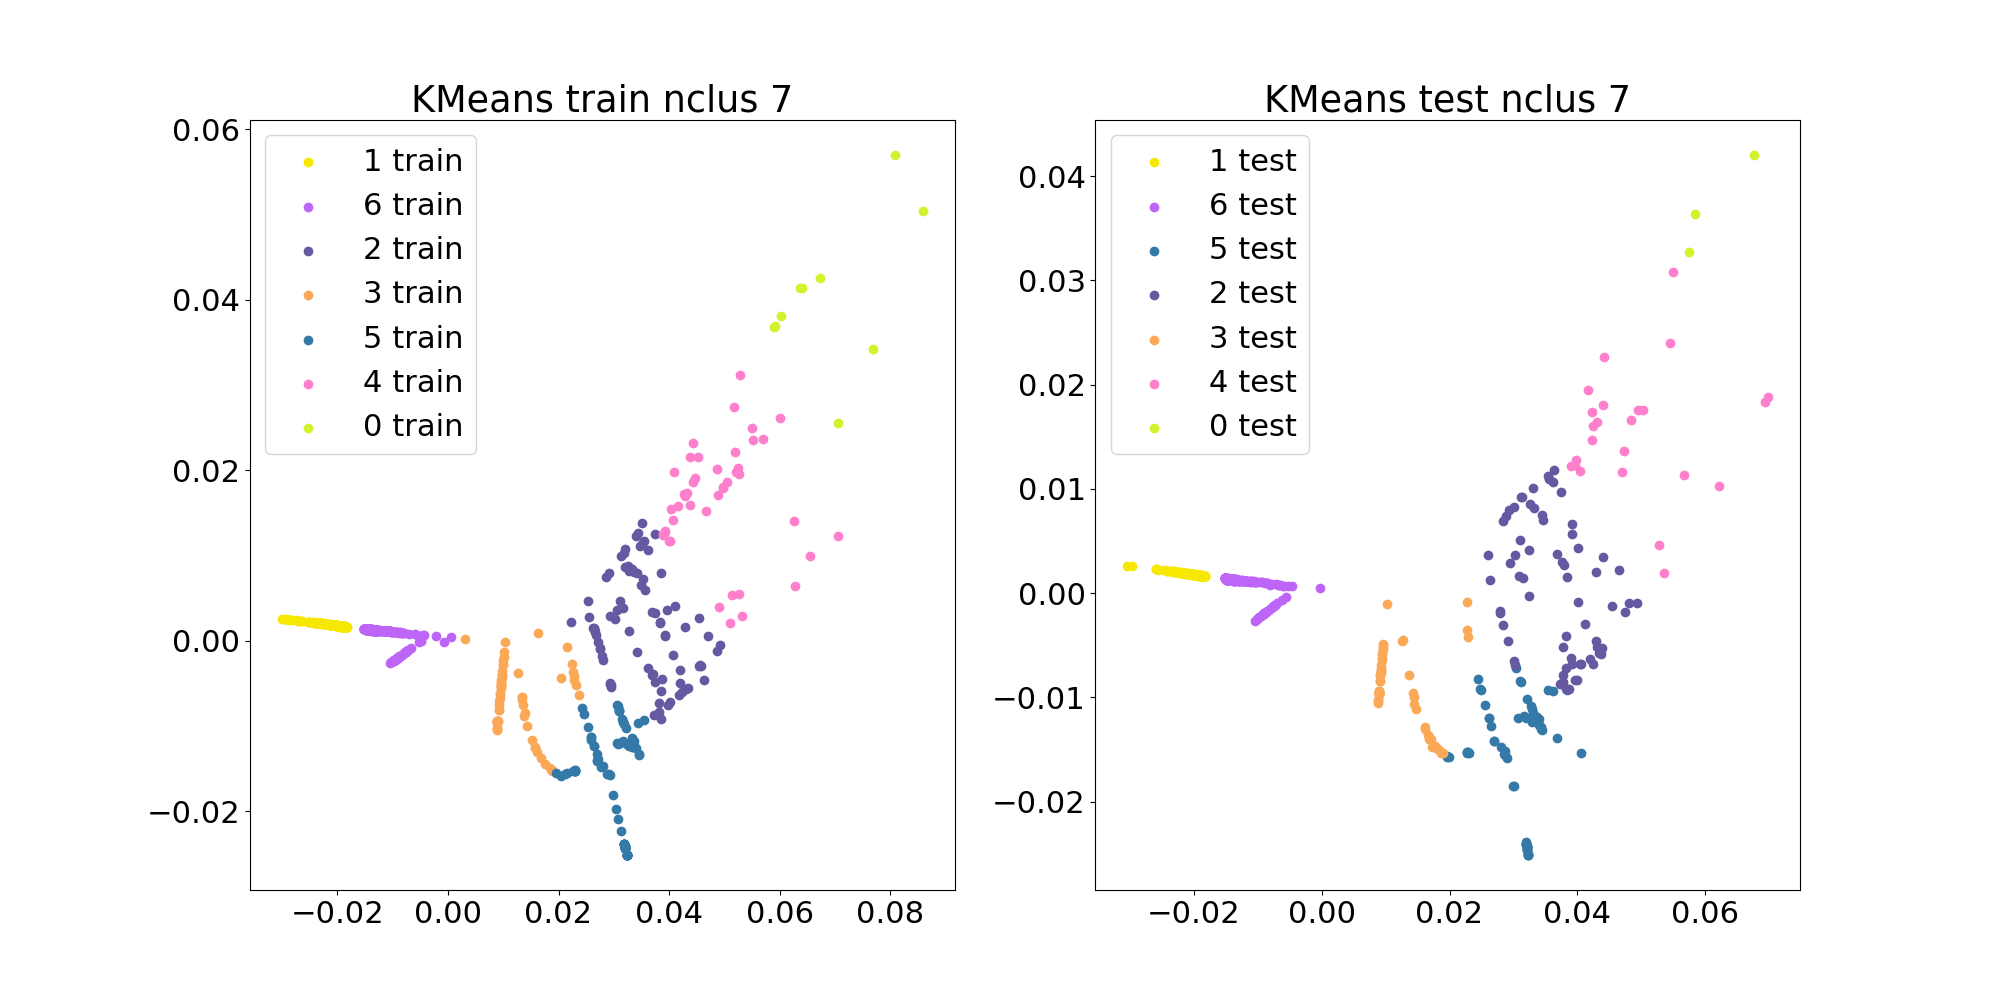 KMeans train nclus 7
0.06
0.04
0.02
0.00
−0.02
1 train
6 train
2 train
3 train
5 train
4 train
0 train
−0.02 0.00 0.02 0.04 0.06 0.08
KMeans test nclus 7
0.04
0.03
0.02
0.01
0.00
−0.01
−0.02
1 test
6 test
5 test
2 test
3 test
4 test
0 test
−0.02 0.00 0.02 0.04 0.06